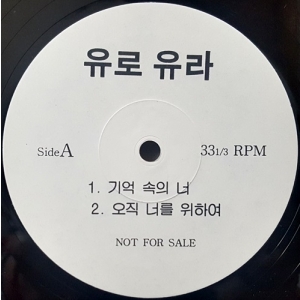 유로 유라
Side A 33 1/3 RPM
1. 기억 속의 너
2. 오직 너를 위하여
NOT FOR SALE